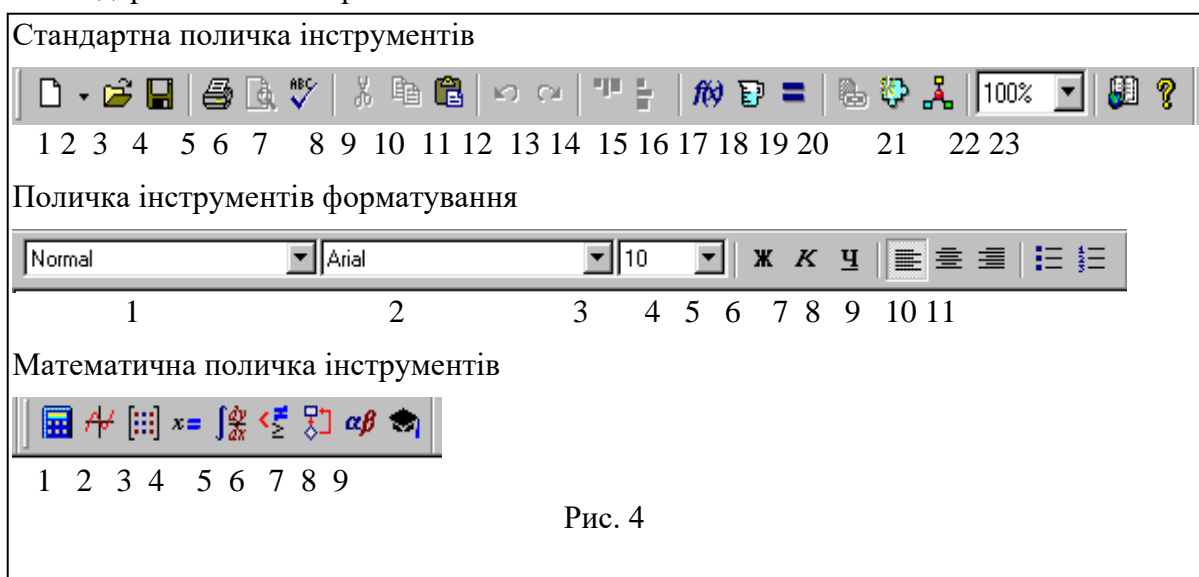 Стандартна поличка інструментів
ABC f(x) 100% ?
1 2 3 4 5 6 7 8 9 10 11 12 13 14 15 16 17 18 19 20 21 22 23
Поличка інструментів форматування
Normal Arial 10 Ж К Ч
1 2 3 4 5 6 7 8 9 10 11
Математична поличка інструментів
x= ∫dy/dx <≠≥ αβ
1 2 3 4 5 6 7 8 9
Рис. 4